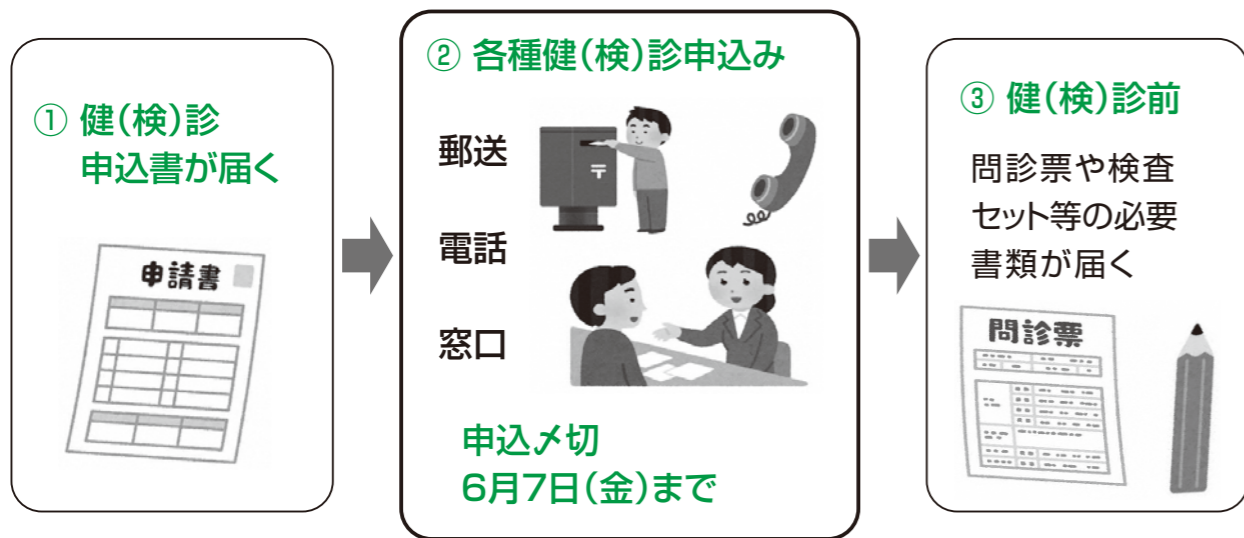 ① 健(検)診
申込書が届く
申請書
② 各種健(検)診申込み
郵送
〒
電話
窓口
申込〆切
6月7日(金)まで
③ 健(検)診前
問診票や検査
セット等の必要
書類が届く
問診票